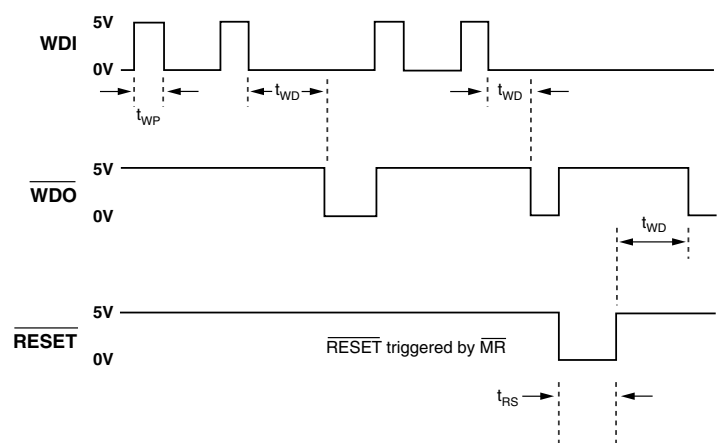 WDI
5V
0V
tWP
tWD
tWD
WDO
5V
0V
tWD
RESET
5V
0V
RESET triggered by MR
tRS